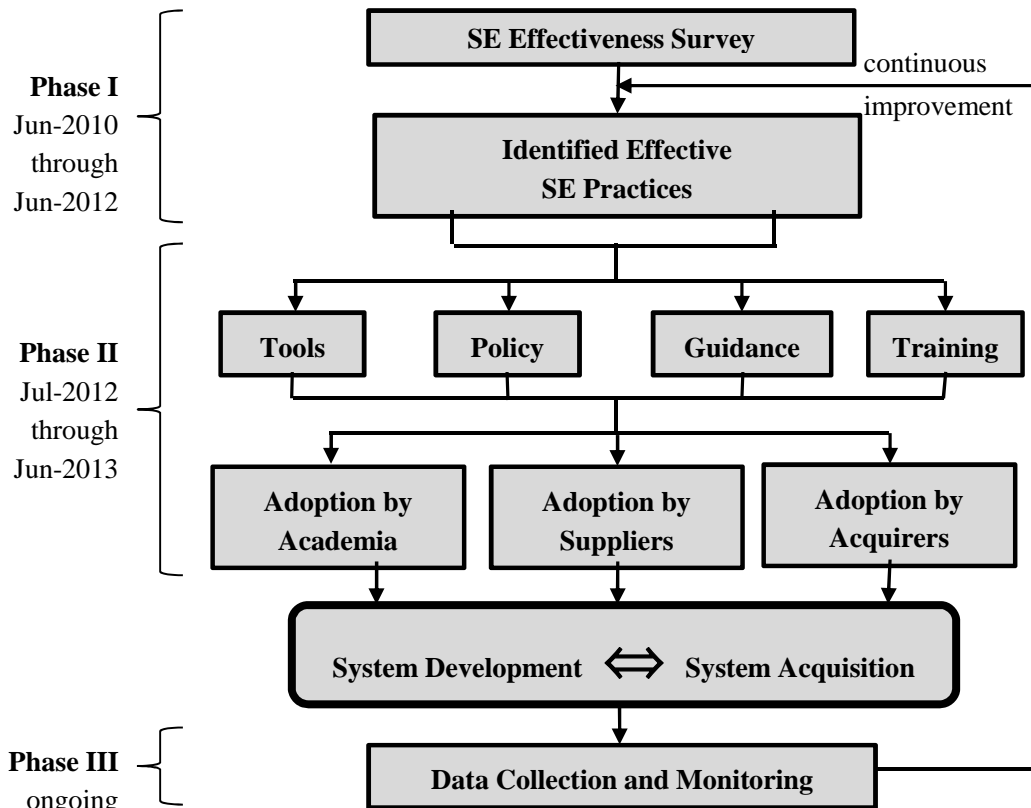 SE Effectiveness Survey
continuous
improvement
Phase I
Jun-2010
through
Jun-2012
Identified Effective
SE Practices
Phase II
Jul-2012
through
Jun-2013
Tools
Policy
Guidance
Training
Adoption by
Academia
Adoption by
Suppliers
Adoption by
Acquirers
System Development ⇔ System Acquisition
Phase III
ongoing
Data Collection and Monitoring